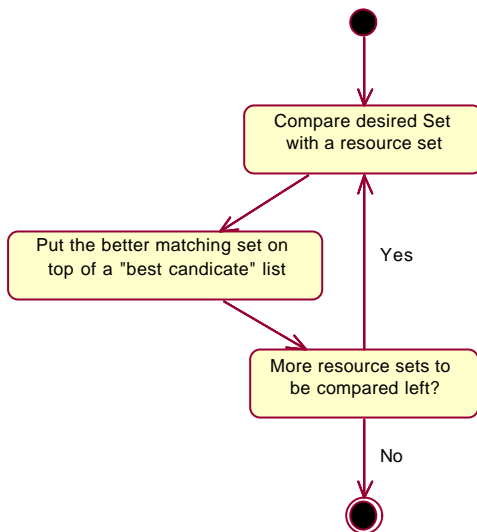 Compare desired Set
with a resource set
Put the better matching set on
top of a "best candicate" list
Yes
More resource sets to
be compared left?
No